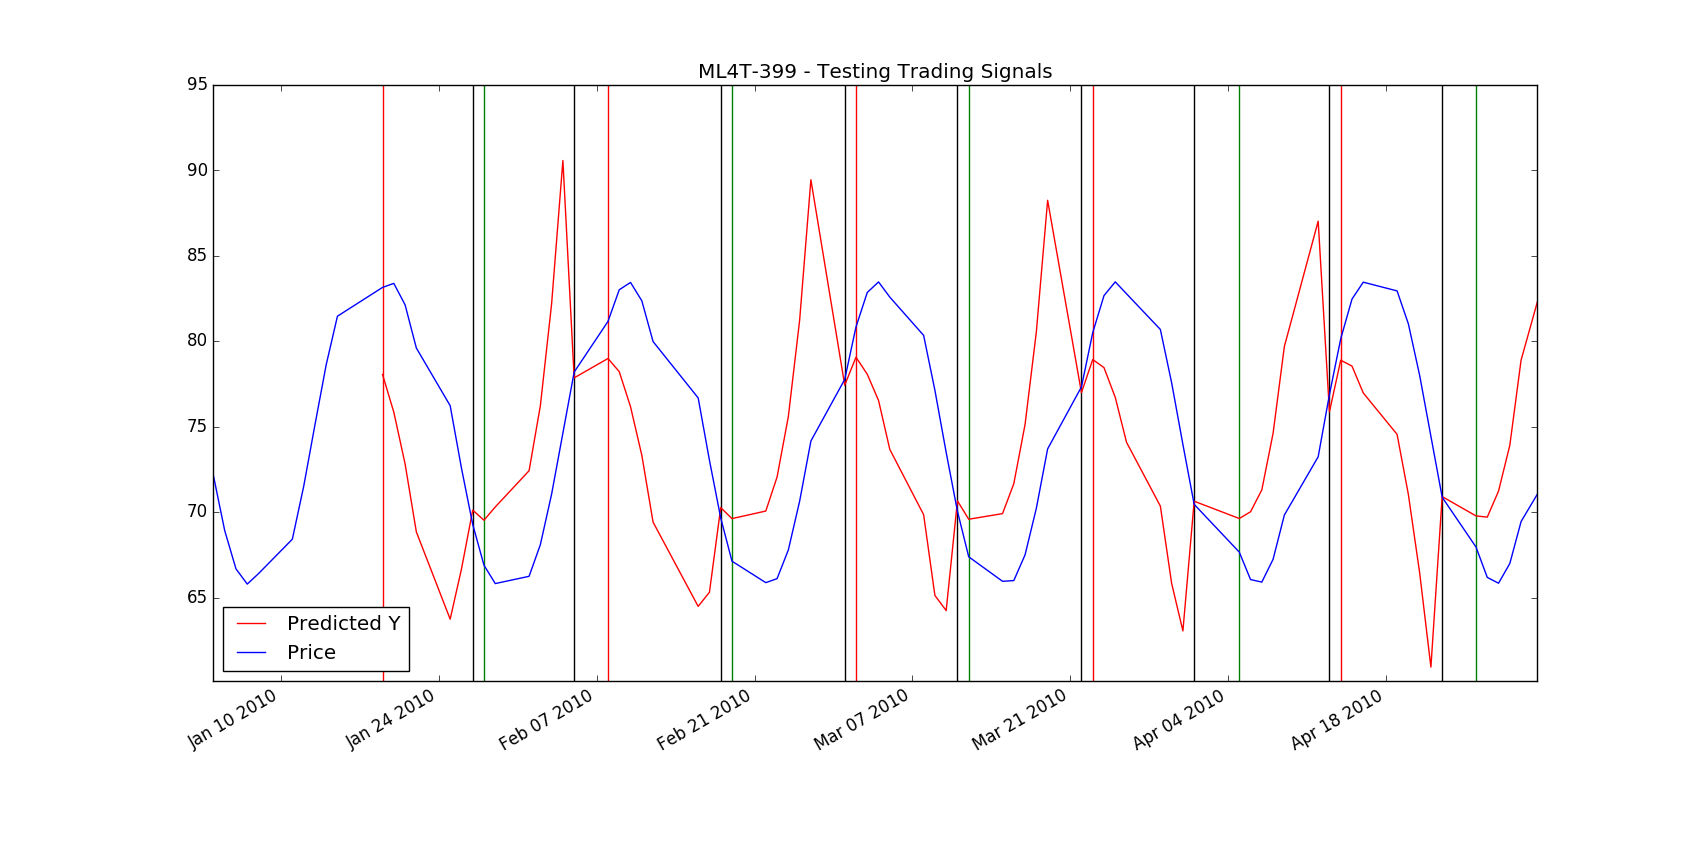 ML4T-399 - Testing Trading Signals
95
90
85
80
75
70
65
Predicted Y
Price
Jan 10 2010
Jan 24 2010
Feb 07 2010
Feb 21 2010
Mar 07 2010
Mar 21 2010
Apr 04 2010
Apr 18 2010